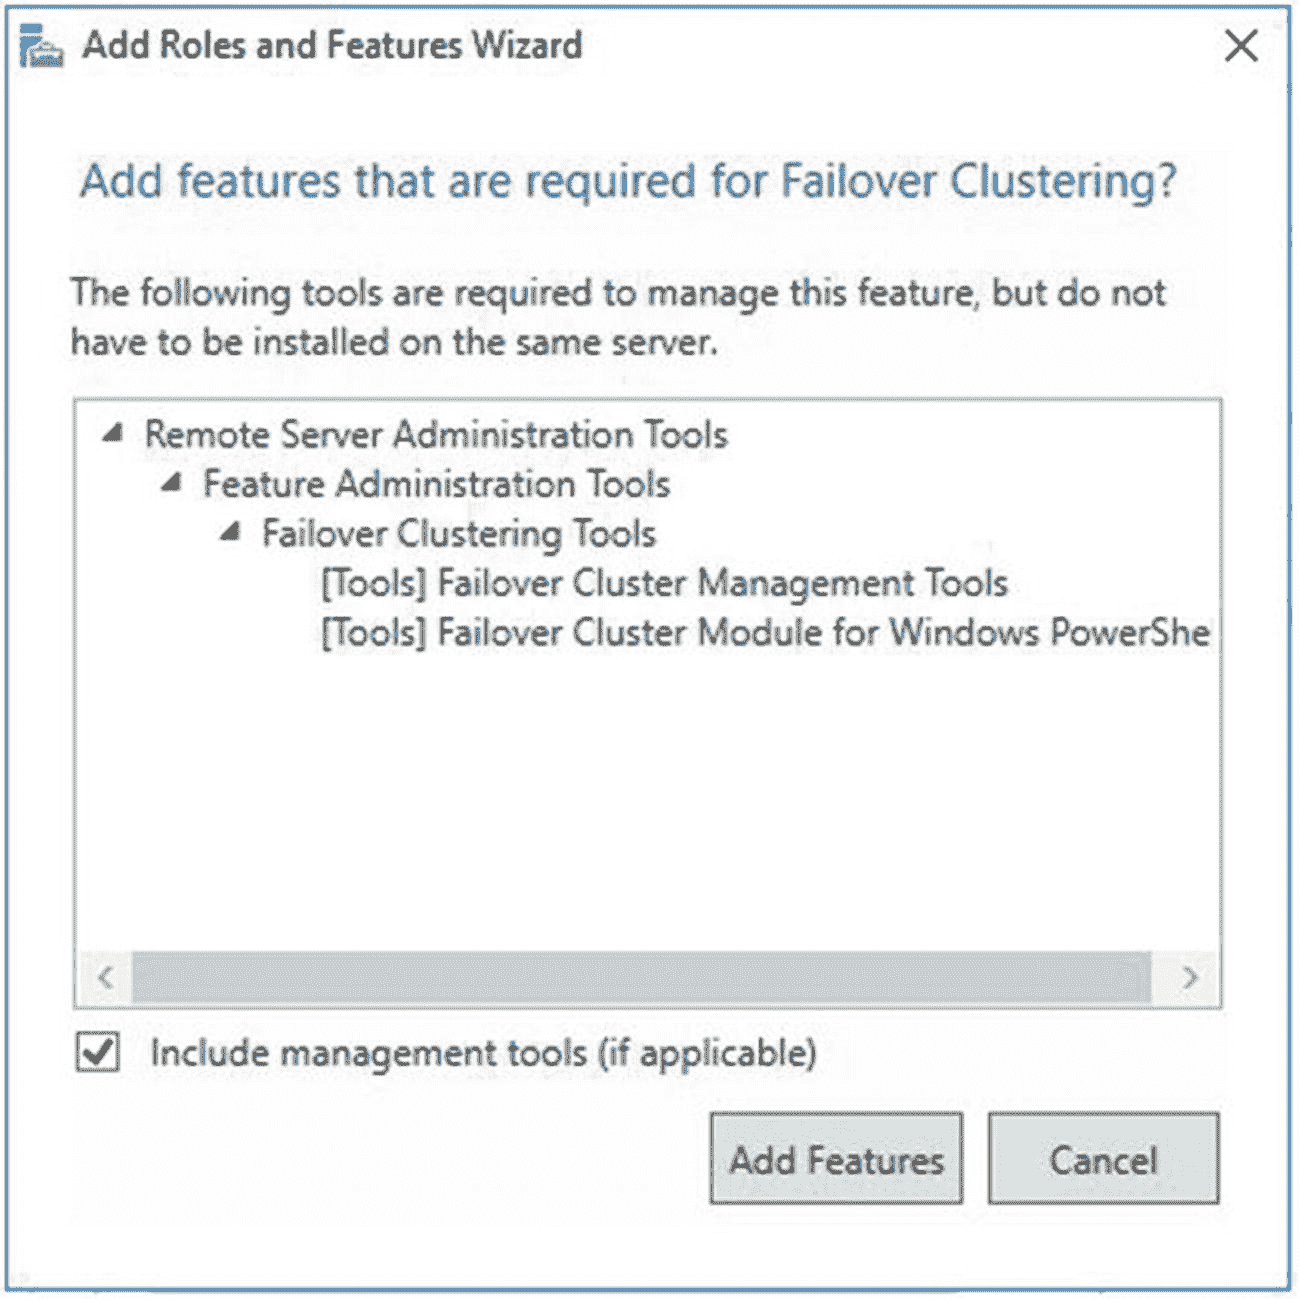 Add Roles and Features Wizard
Add features that are required for Failover Clustering?
The following tools are required to manage this feature, but do not
have to be installed on the same server.
Remote Server Administration Tools
Feature Administration Tools
Failover Clustering Tools
[Tools] Failover Cluster Management Tools
[Tools] Failover Cluster Module for Windows PowerShe
Include management tools (if applicable)
Add Features
Cancel